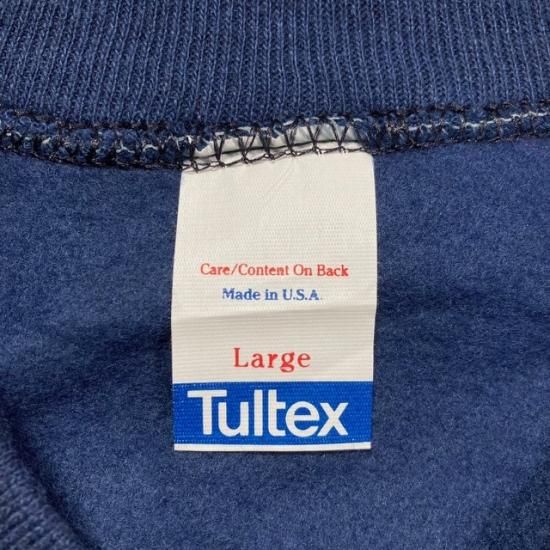 Care/Content On Back
Made in U.S.A.
Large
Tultex